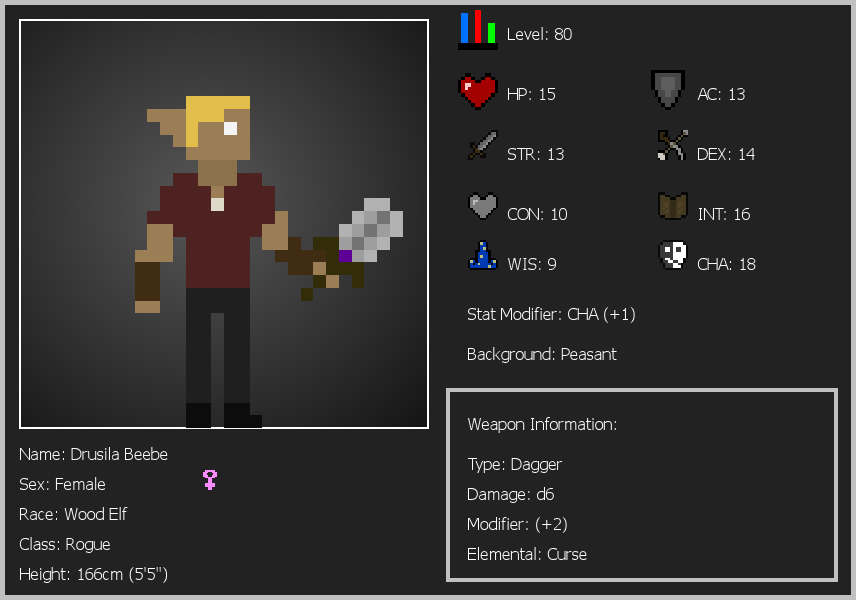 Level: 80
HP: 15
AC: 13
STR: 13
DEX: 14
CON: 10
INT: 16
WIS: 9
CHA: 18
Stat Modifier: CHA (+1)
Background: Peasant
Weapon Information:
Type: Dagger
Damage: d6
Modifier: (+2)
Elemental: Curse
Name: Drusila Beebe
Sex: Female
Race: Wood Elf
Class: Rogue
Height: 166cm (5'5")